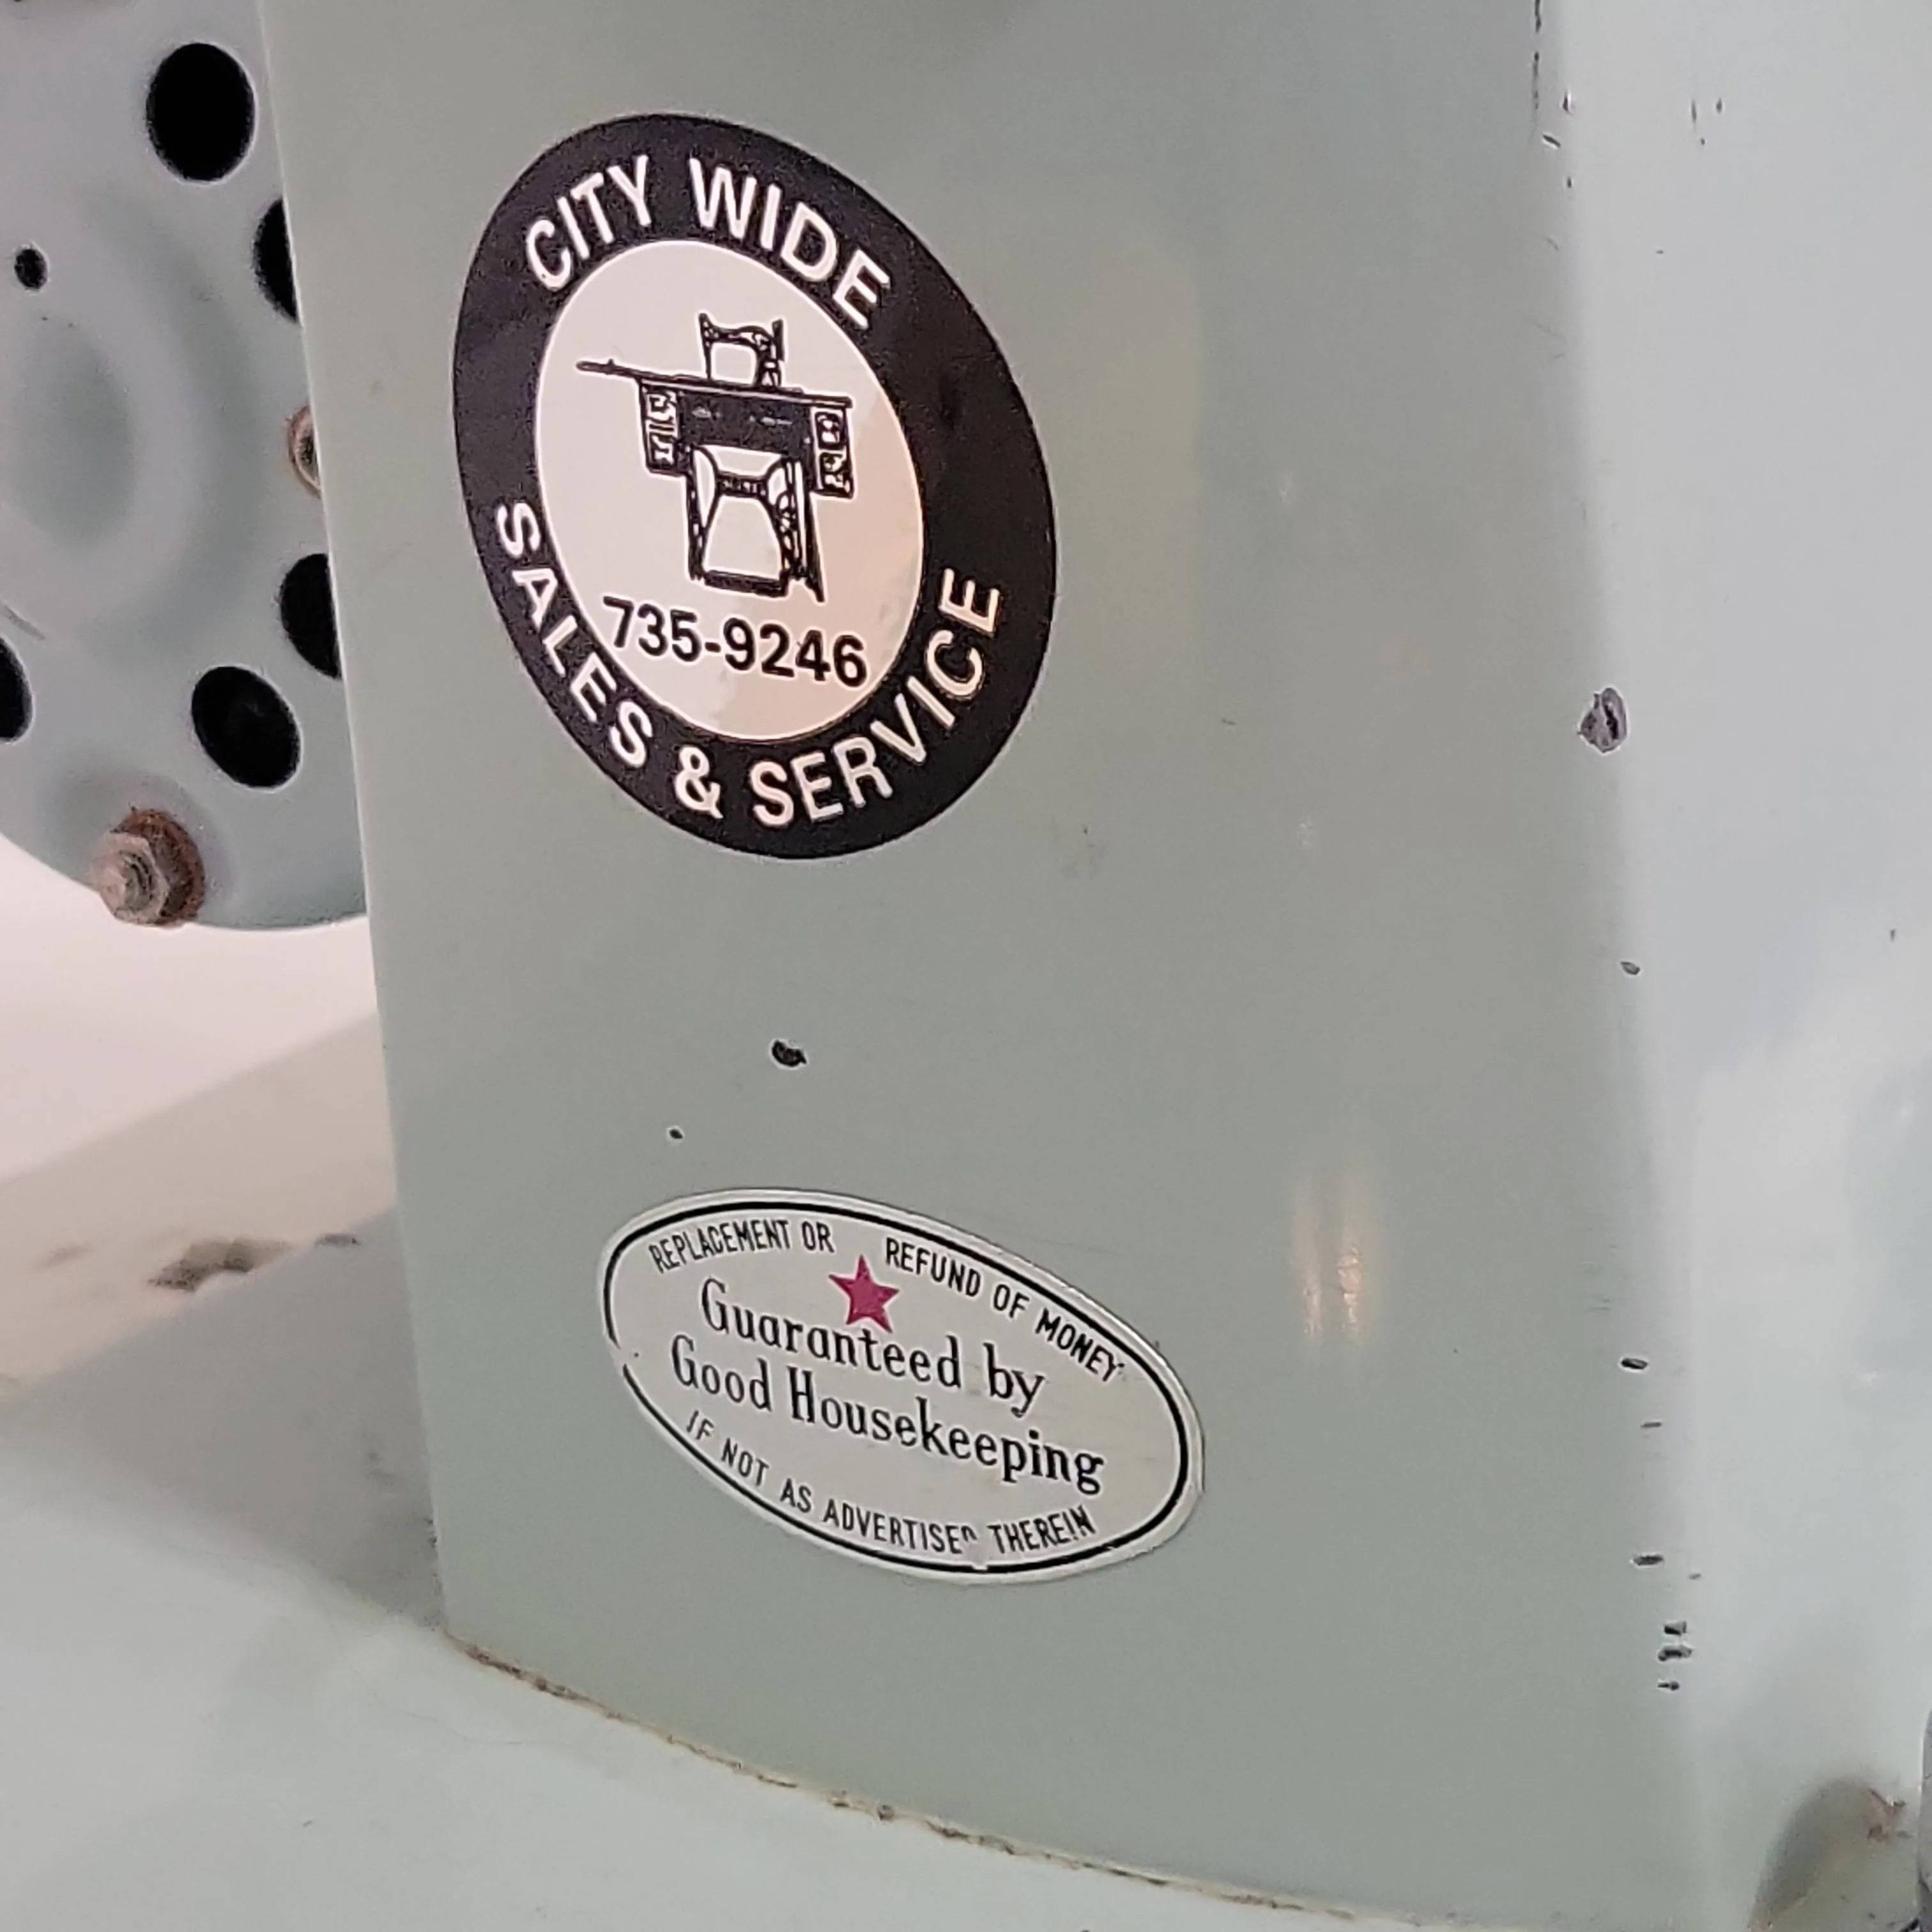 CITY WIDE
735-9246
SALES & SERVICE
REPLACEMENT OR REFUND OF MONEY
Guaranteed by
Good Housekeeping
IF NOT AS ADVERTISED THEREIN